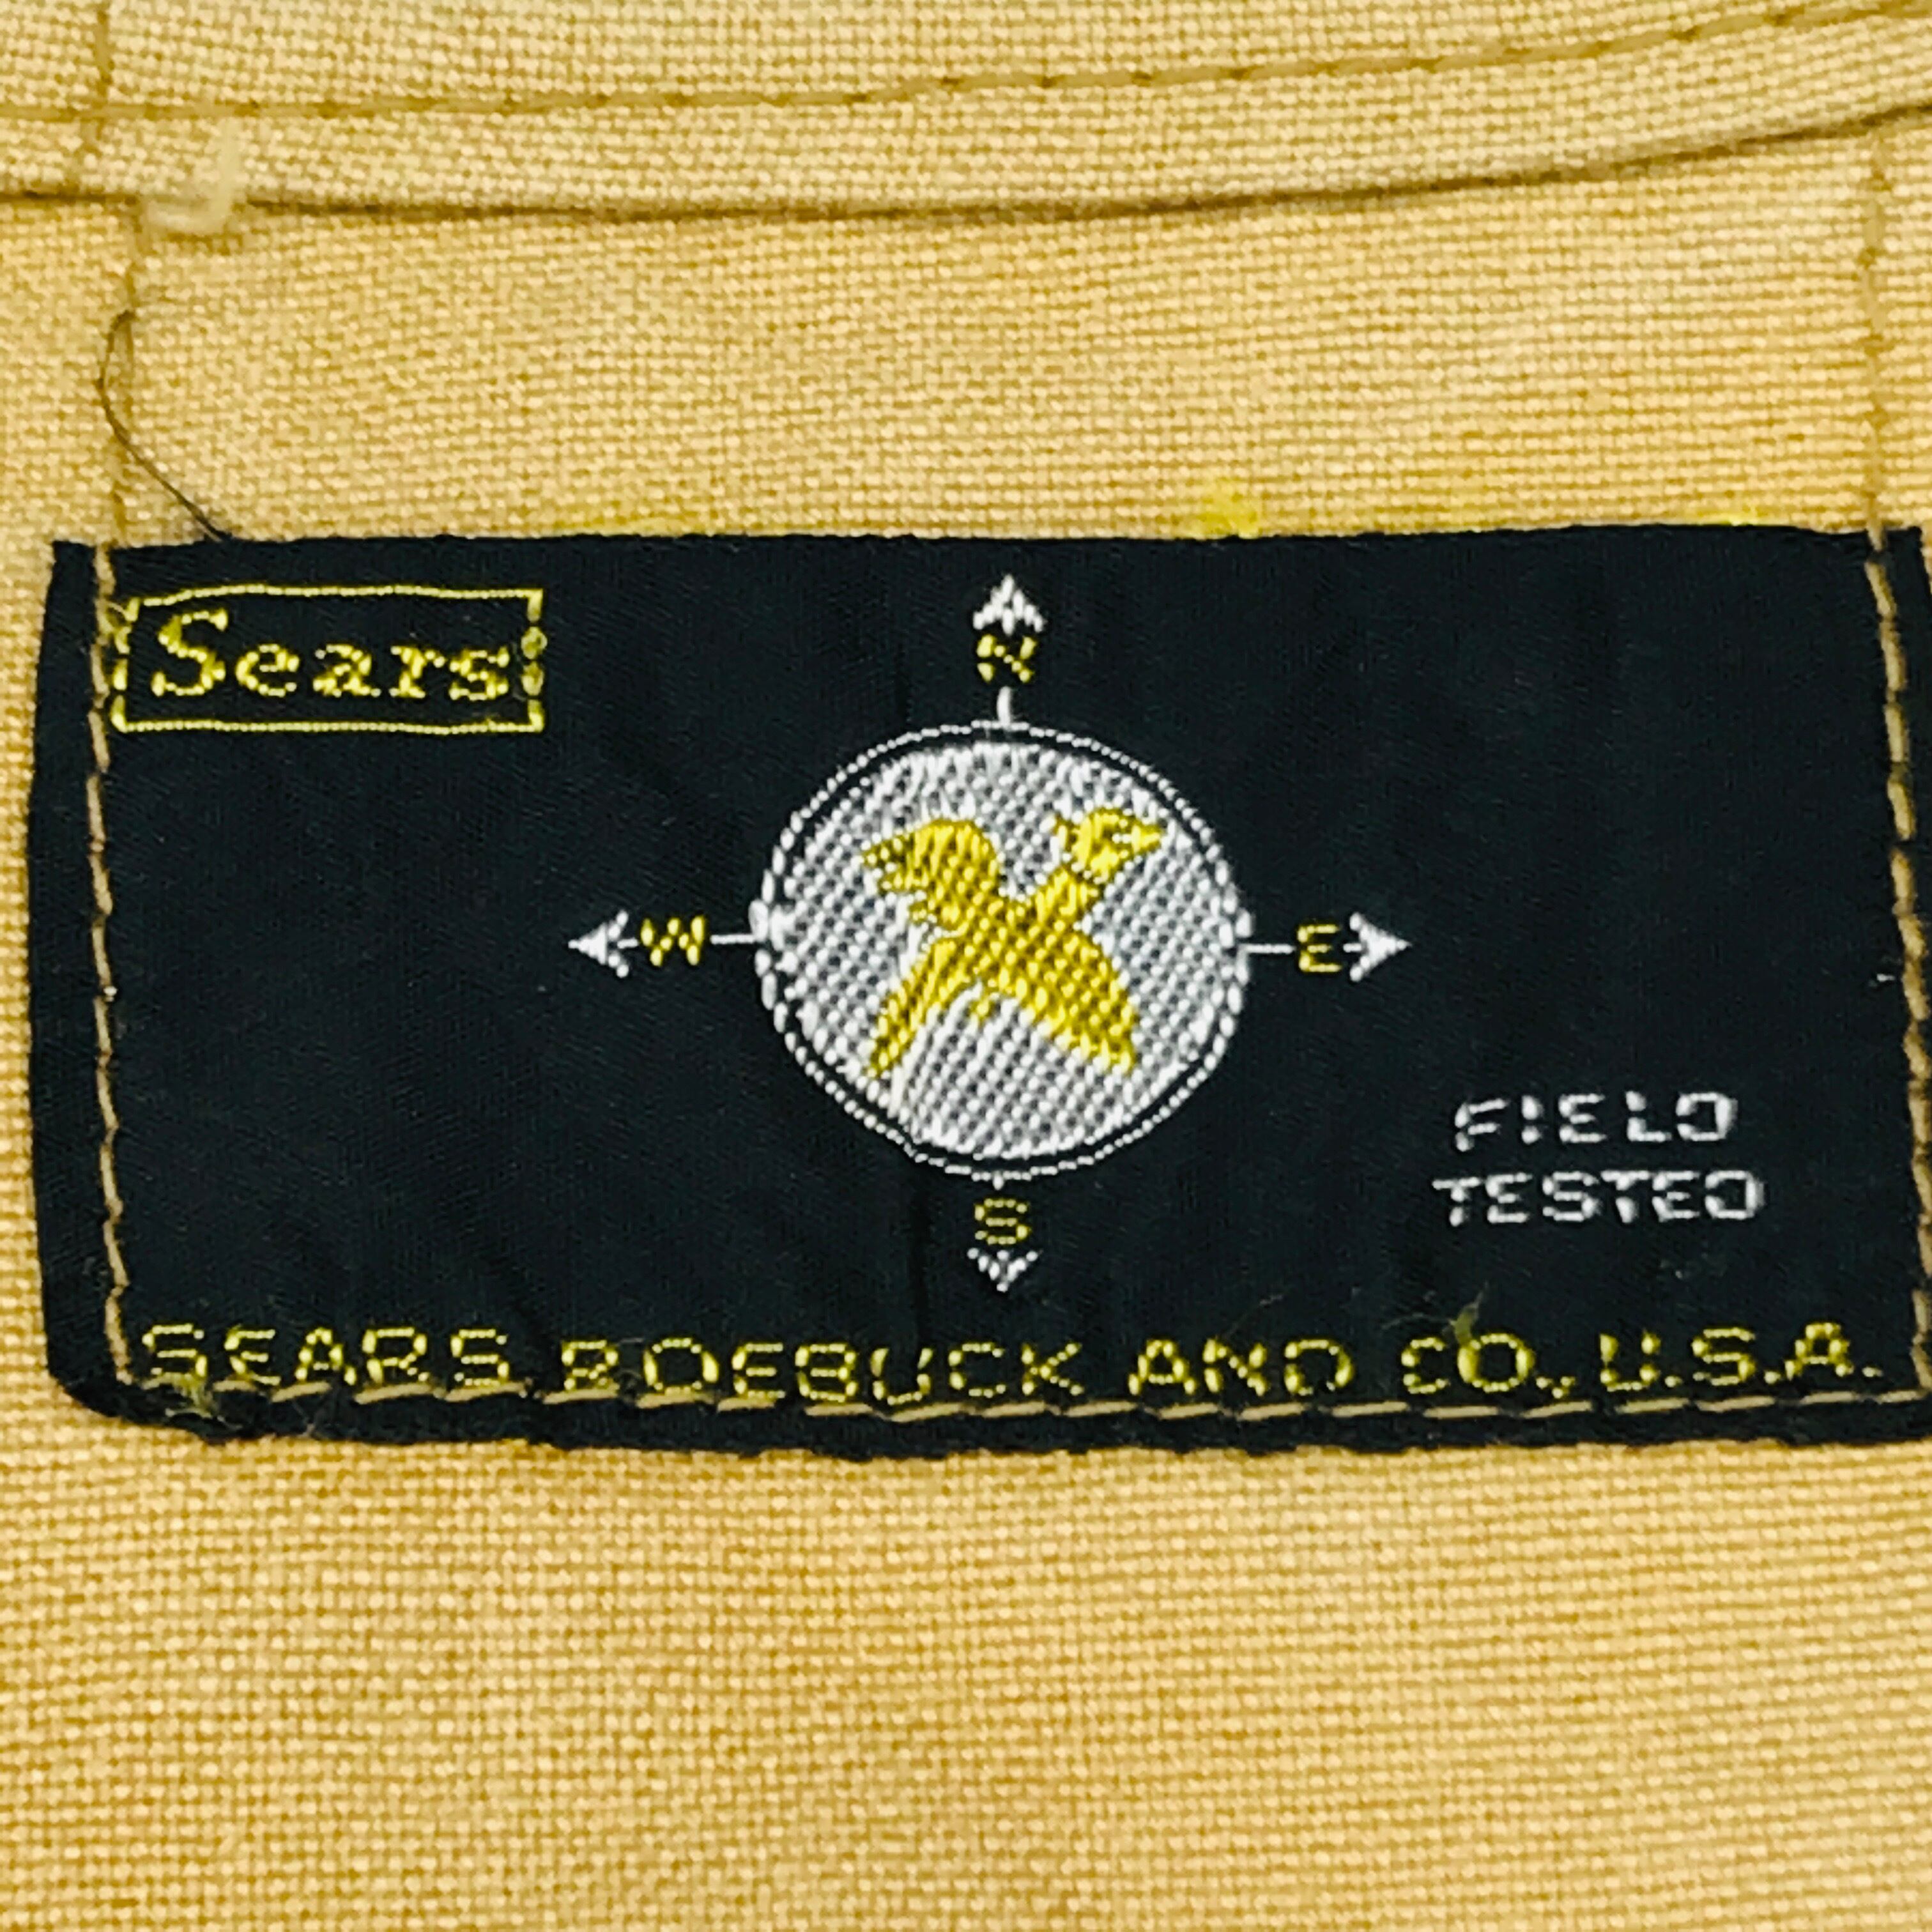 Sears
N
W E
S
FIELD
TESTED
SEARS ROEBUCK AND CO., U.S.A.